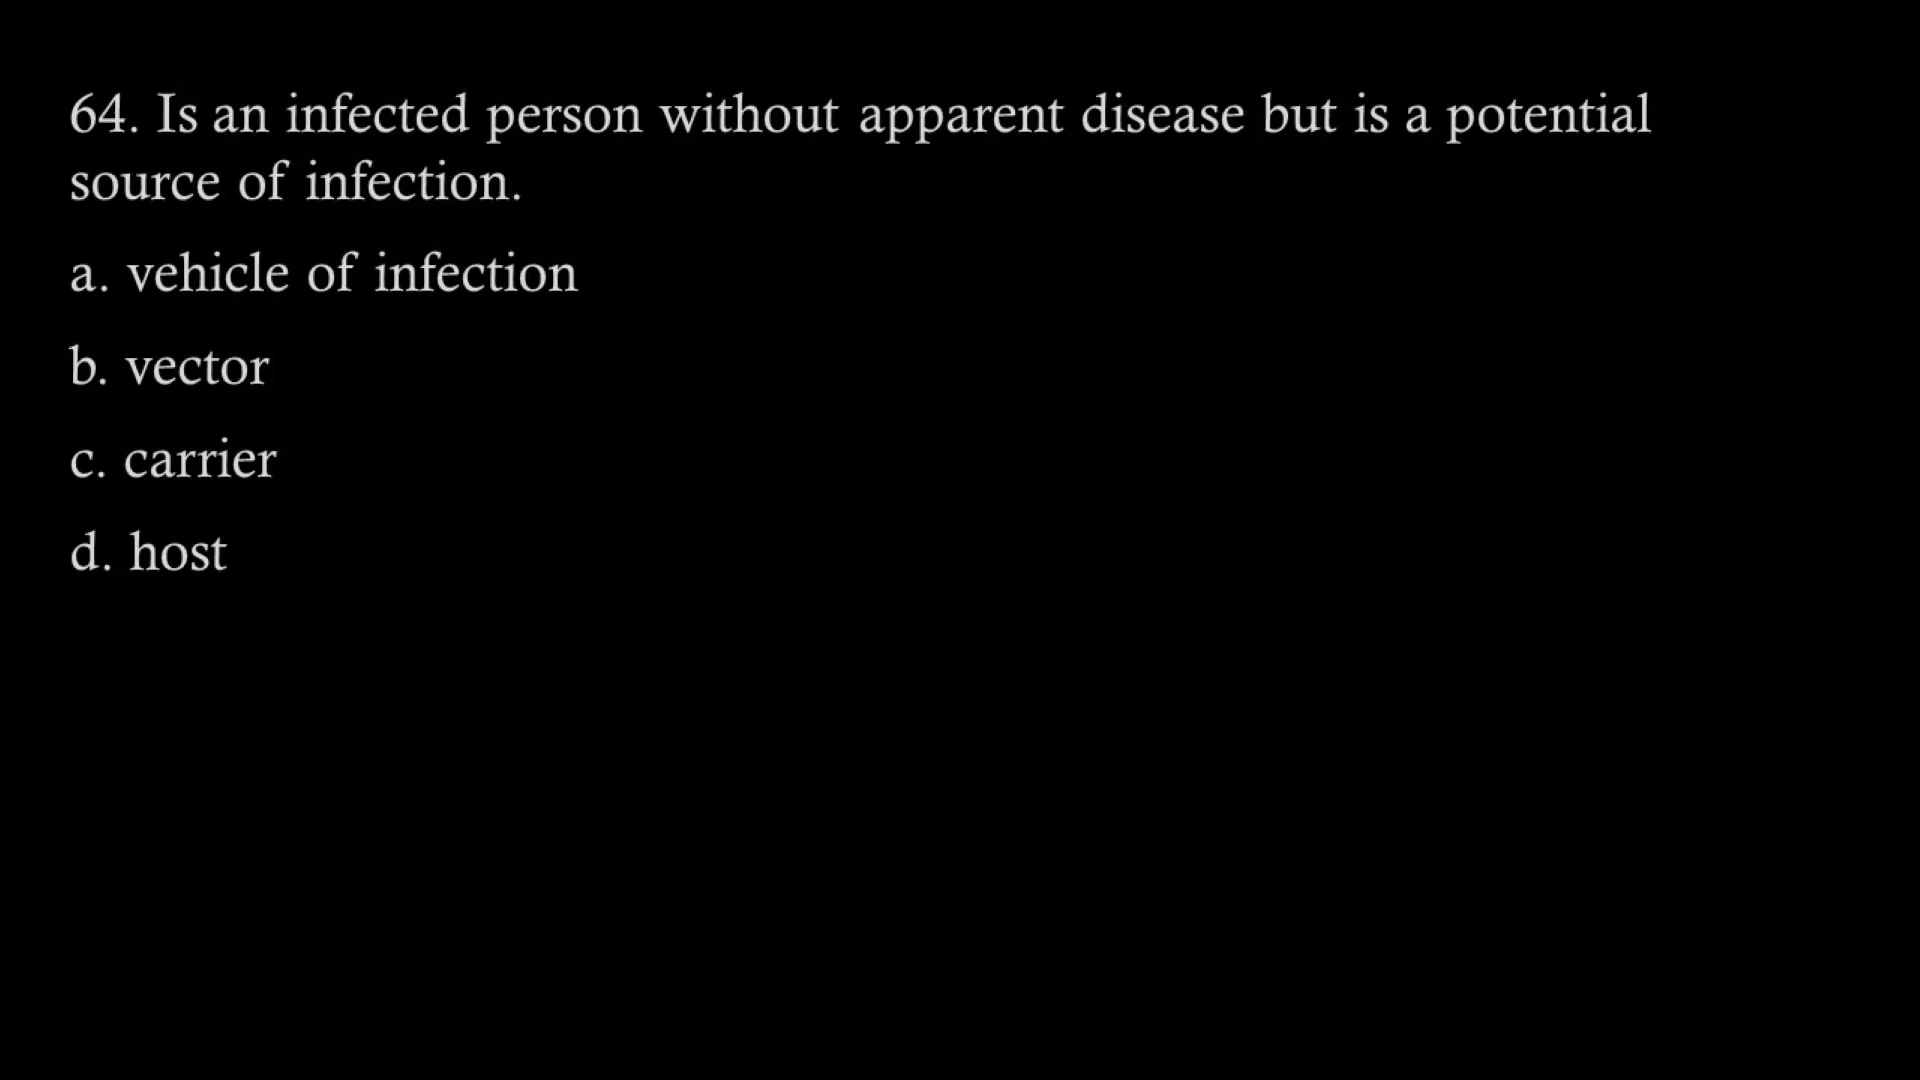 64. Is an infected person without apparent disease but is a potential
source of infection.
a. vehicle of infection
b. vector
c. carrier
d. host